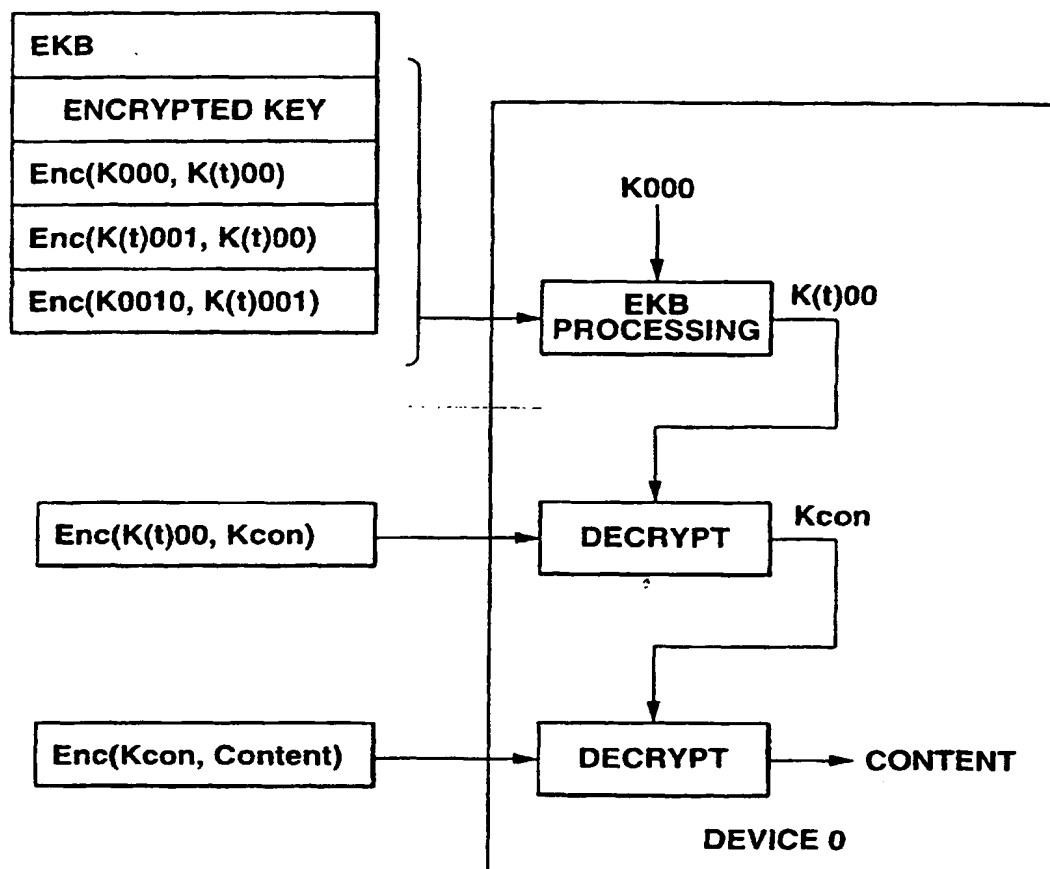 EKB
ENCRYPTED KEY
Enc(K000, K(t)00)
Enc(K(t)001, K(t)00)
Enc(K0010, K(t)001)
K000
EKB
PROCESSING
K(t)00
Enc(K(t)00, Kcon)
DECRYPT
Kcon
Enc(Kcon, Content)
DECRYPT
CONTENT
DEVICE 0